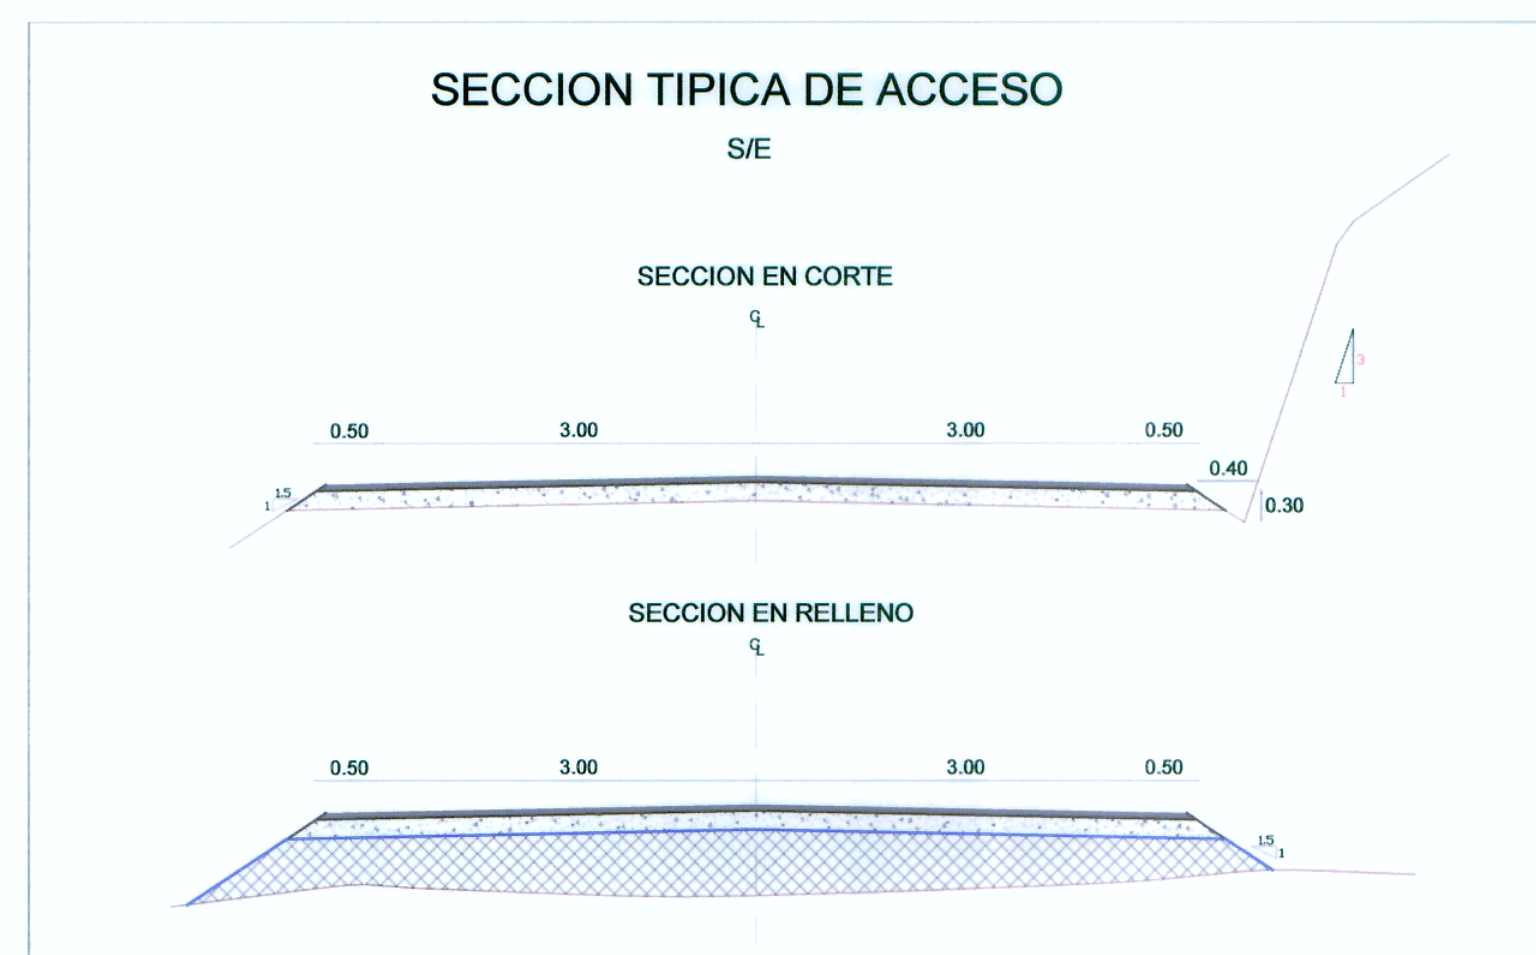 SECCION TIPICA DE ACCESO
S/E
SECCION EN CORTE
CL
3
1
0.50 3.00 3.00 0.50
0.40
1.5
1
0.30
SECCION EN RELLENO
CL
0.50 3.00 3.00 0.50
1.5
1